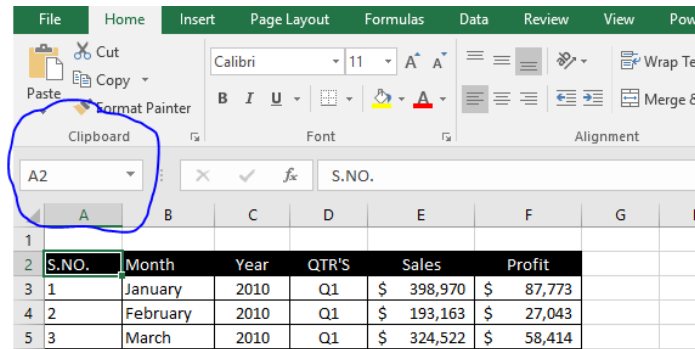 File Home Insert Page Layout Formulas Data Review View Pow
Cut
Calibri 11 A A Wrap Te
Copy
Paste
Format Painter B I U A Merge &
Clipboard Font Alignment
A2 fx S.NO.
A B C D E F G
1
2 S.NO. Month Year QTR'S Sales Profit
3 1 January 2010 Q1 $ 398,970 $ 87,773
4 2 February 2010 Q1 $ 193,163 $ 27,043
5 3 March 2010 Q1 $ 324,522 $ 58,414